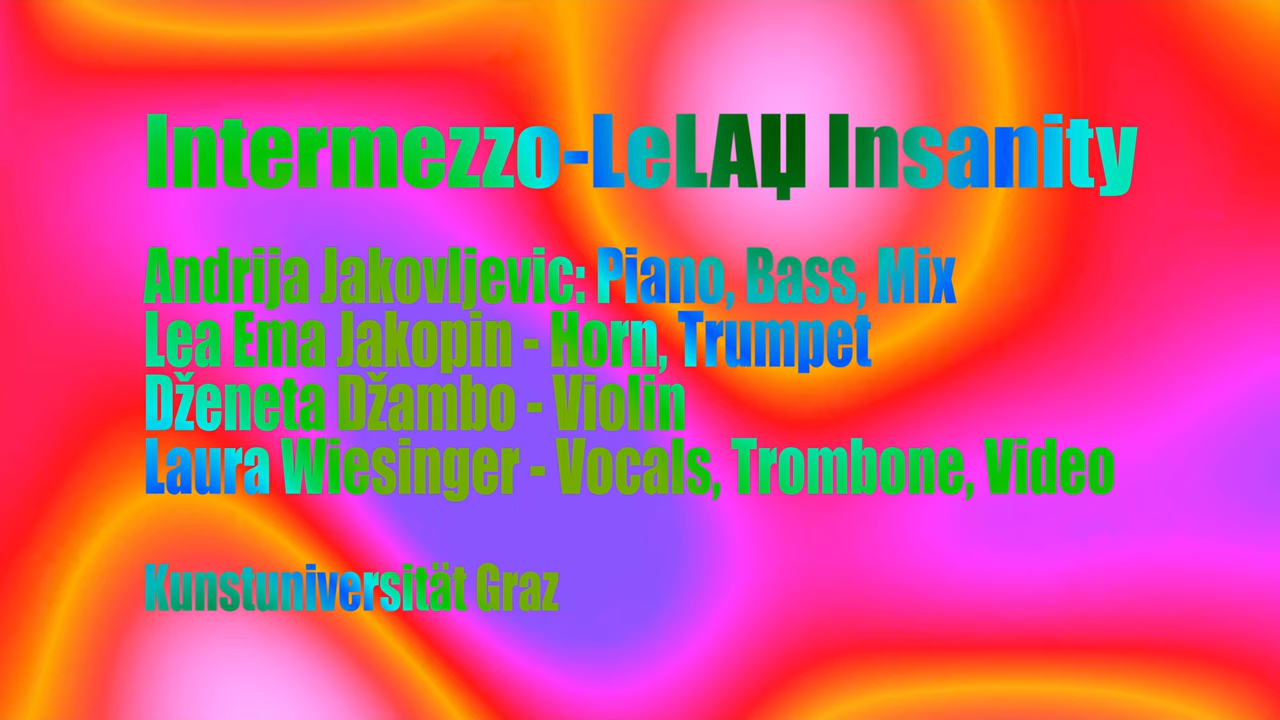 Intermezzo-LeLAЏ Insanity
Andrija Jakovljevic: Piano, Bass, Mix
Lea Ema Jakopin - Horn, Trumpet
Dženeta Džambo - Violin
Laura Wiesinger - Vocals, Trombone, Video
Kunstuniversität Graz